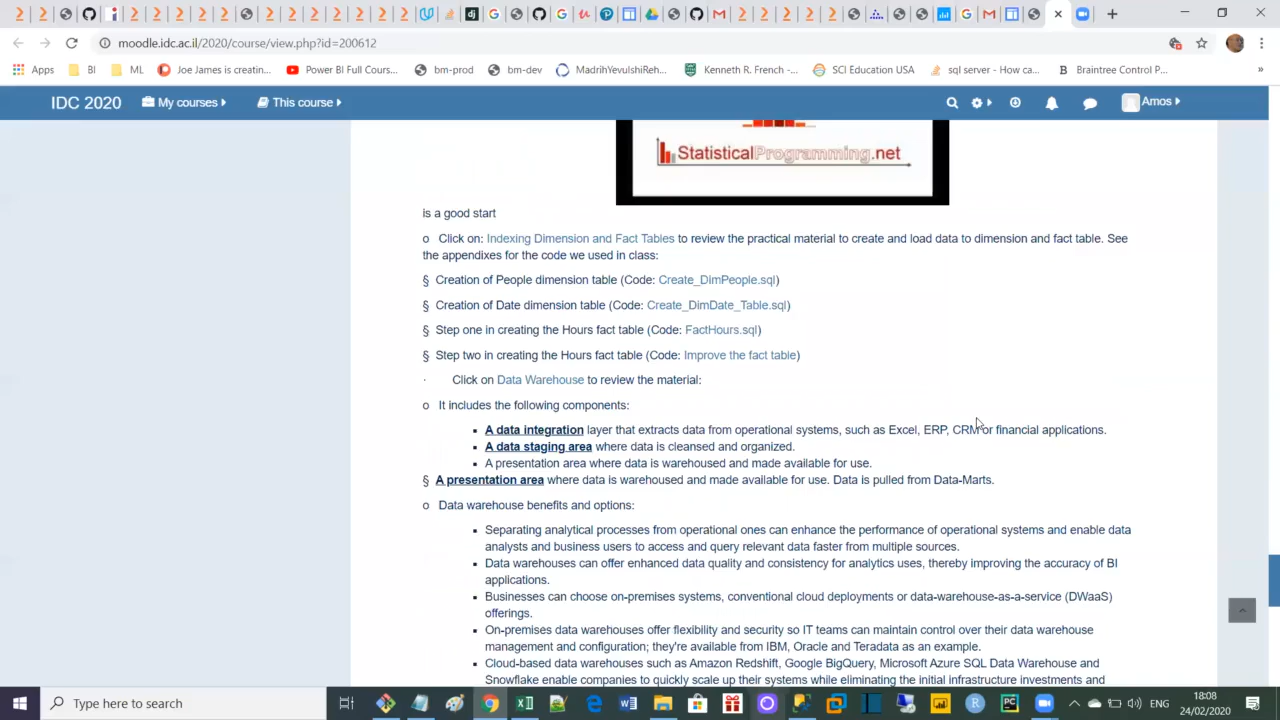 moodle.idc.ac.il/2020/course/view.php?id=200612
Apps BI ML Joe James is creatin... Power BI Full Cours... bm-prod bm-dev MadrihYevulshiReh... Kenneth R. French -... SCI Education USA sql server - How ca... Braintree Control P... »
IDC 2020 My courses This course Amos
StatisticalProgramming.net
is a good start
o Click on: Indexing Dimension and Fact Tables to review the practical material to create and load data to dimension and fact table. See
the appendixes for the code we used in class:
§ Creation of People dimension table (Code: Create_DimPeople.sql)
§ Creation of Date dimension table (Code: Create_DimDate_Table.sql)
§ Step one in creating the Hours fact table (Code: FactHours.sql)
§ Step two in creating the Hours fact table (Code: Improve the fact table)
· Click on Data Warehouse to review the material:
o It includes the following components:
▪ A data integration layer that extracts data from operational systems, such as Excel, ERP, CRM or financial applications.
▪ A data staging area where data is cleansed and organized.
▪ A presentation area where data is warehoused and made available for use.
§ A presentation area where data is warehoused and made available for use. Data is pulled from Data-Marts.
o Data warehouse benefits and options:
▪ Separating analytical processes from operational ones can enhance the performance of operational systems and enable data
analysts and business users to access and query relevant data faster from multiple sources.
▪ Data warehouses can offer enhanced data quality and consistency for analytics uses, thereby improving the accuracy of BI
applications.
▪ Businesses can choose on-premises systems, conventional cloud deployments or data-warehouse-as-a-service (DWaaS)
offerings.
▪ On-premises data warehouses offer flexibility and security so IT teams can maintain control over their data warehouse
management and configuration; they're available from IBM, Oracle and Teradata as an example.
▪ Cloud-based data warehouses such as Amazon Redshift, Google BigQuery, Microsoft Azure SQL Data Warehouse and
Snowflake enable companies to quickly scale up their systems while eliminating the initial infrastructure investments and
Type here to search
ENG
18:08
24/02/2020